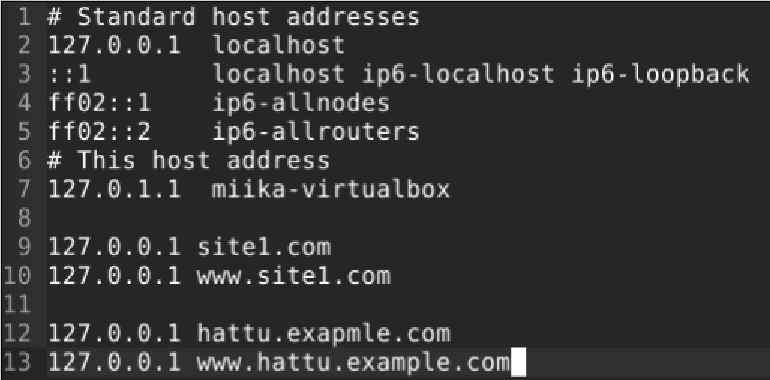 1 # Standard host addresses
2 127.0.0.1  localhost
3 ::1        localhost ip6-localhost ip6-loopback
4 ff02::1    ip6-allnodes
5 ff02::2    ip6-allrouters
6 # This host address
7 127.0.1.1  miika-virtualbox
8
9 127.0.0.1 site1.com
10 127.0.0.1 www.site1.com
11
12 127.0.0.1 hattu.exapmle.com
13 127.0.0.1 www.hattu.example.com